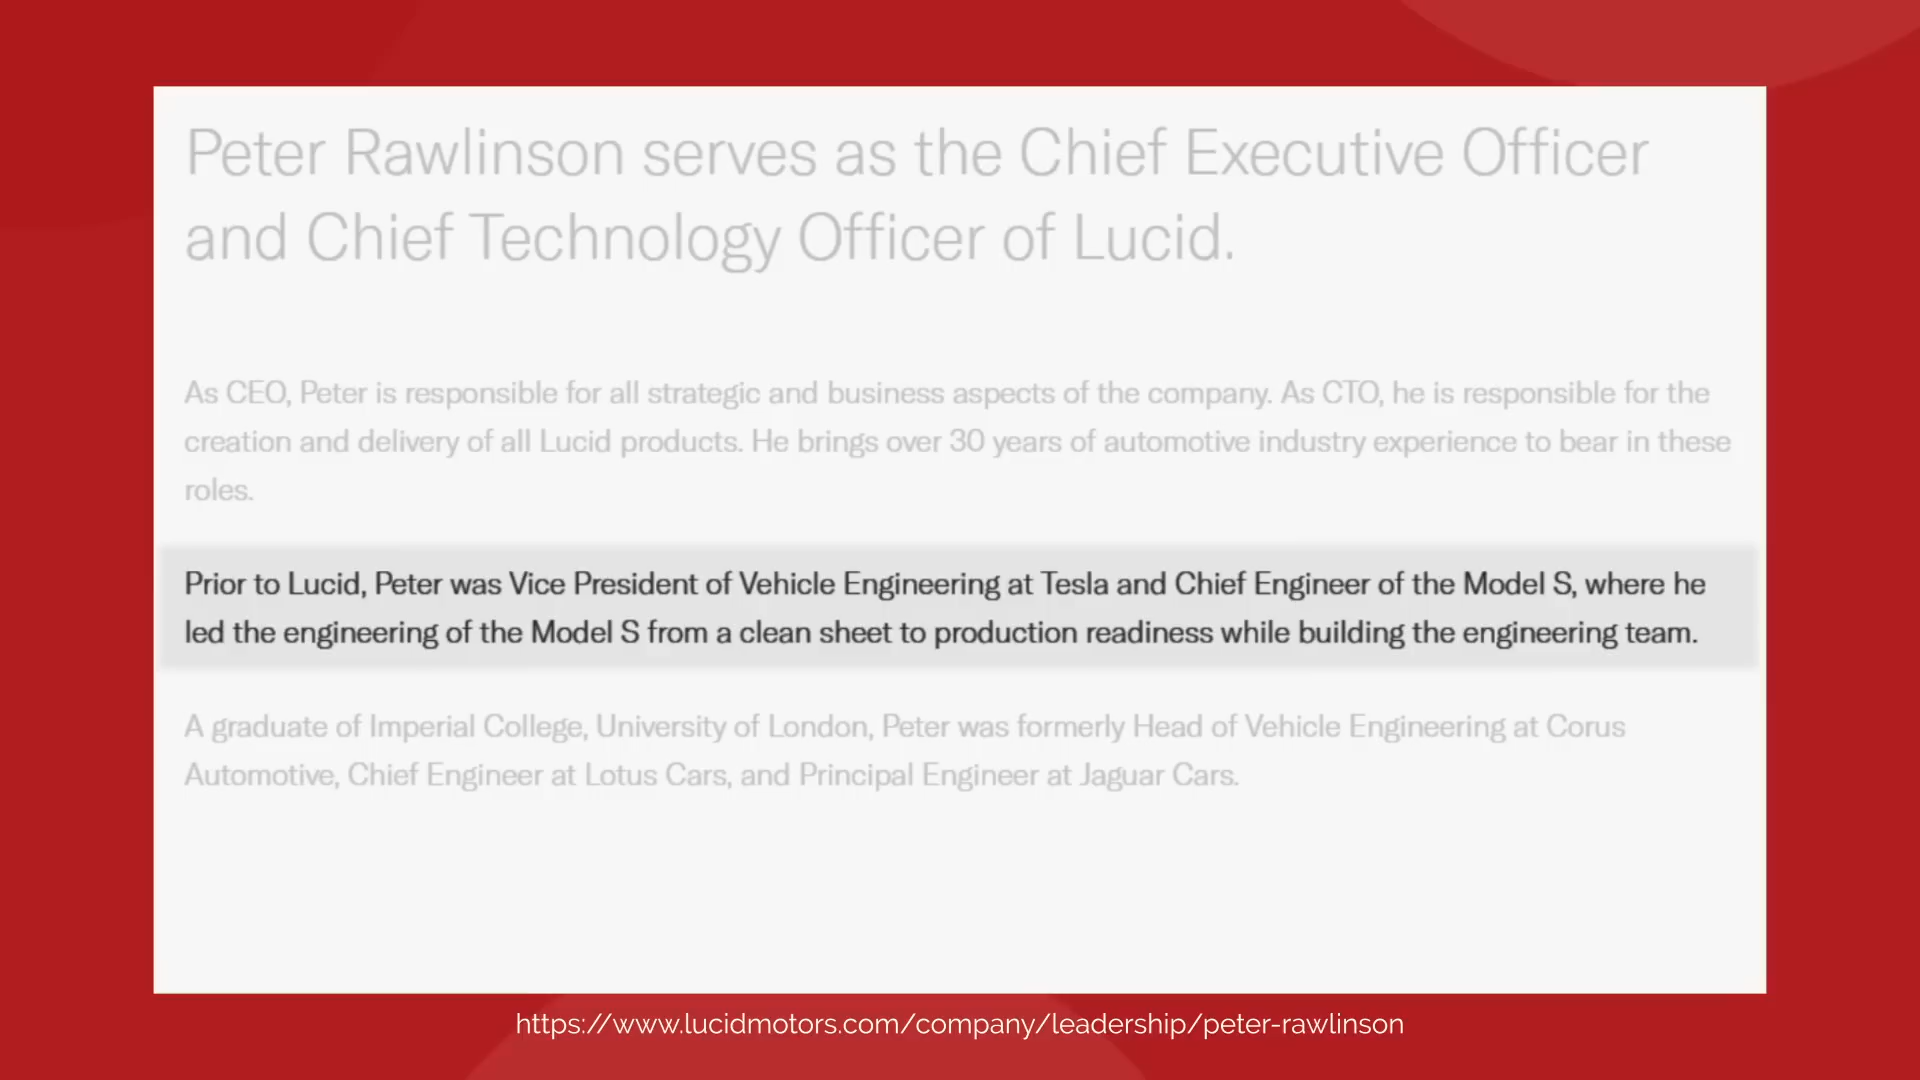 Peter Rawlinson serves as the Chief Executive Officer
and Chief Technology Officer of Lucid.
As CEO, Peter is responsible for all strategic and business aspects of the company. As CTO, he is responsible for the
creation and delivery of all Lucid products. He brings over 30 years of automotive industry experience to bear in these
roles.
Prior to Lucid, Peter was Vice President of Vehicle Engineering at Tesla and Chief Engineer of the Model S, where he
led the engineering of the Model S from a clean sheet to production readiness while building the engineering team.
A graduate of Imperial College, University of London, Peter was formerly Head of Vehicle Engineering at Corus
Automotive, Chief Engineer at Lotus Cars, and Principal Engineer at Jaguar Cars.
https://www.lucidmotors.com/company/leadership/peter-rawlinson